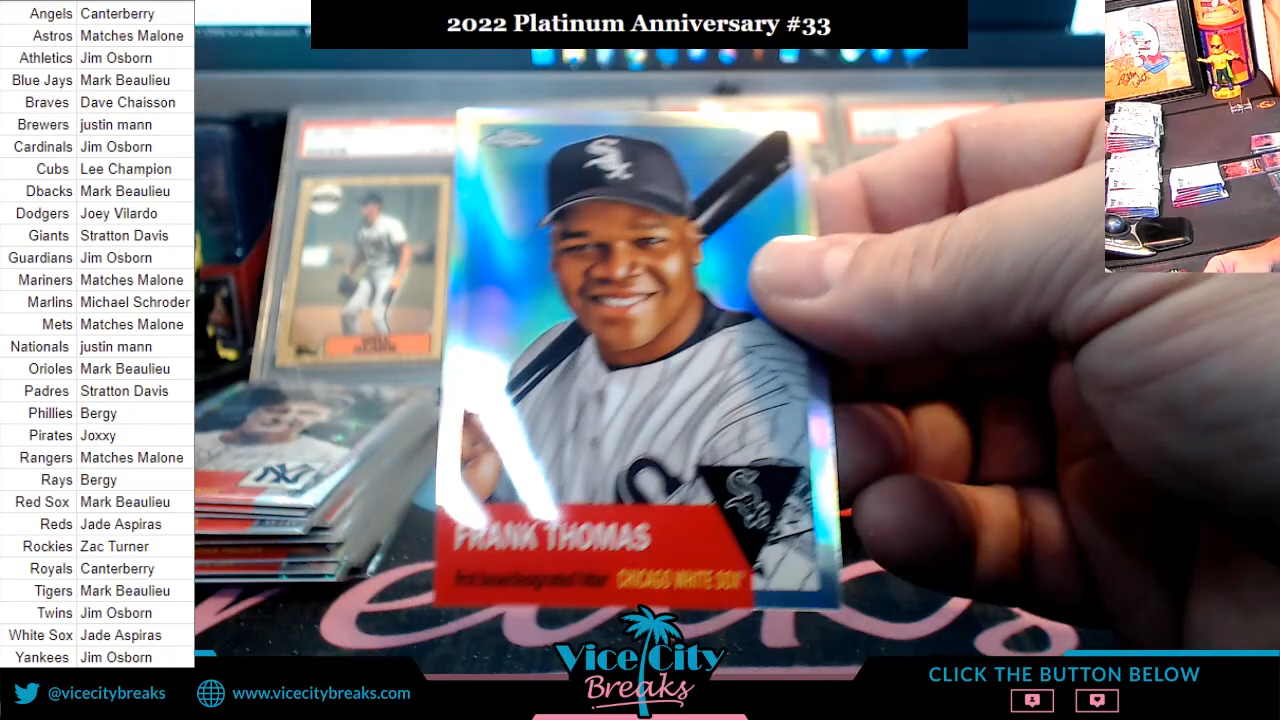 2022 Platinum Anniversary #33
Angels Canterberry
Astros Matches Malone
Athletics Jim Osborn
Blue Jays Mark Beaulieu
Braves Dave Chaisson
Brewers justin mann
Cardinals Jim Osborn
Cubs Lee Champion
Dbacks Mark Beaulieu
Dodgers Joey Vilardo
Giants Stratton Davis
Guardians Jim Osborn
Mariners Matches Malone
Marlins Michael Schroder
Mets Matches Malone
Nationals justin mann
Orioles Mark Beaulieu
Padres Stratton Davis
Phillies Bergy
Pirates Joxxy
Rangers Matches Malone
Rays Bergy
Red Sox Mark Beaulieu
Reds Jade Aspiras
Rockies Zac Turner
Royals Canterberry
Tigers Mark Beaulieu
Twins Jim Osborn
White Sox Jade Aspiras
Yankees Jim Osborn
Sox
FRANK THOMAS
CHICAGO WHITE SOX
Vice City
Breaks
@vicecitybreaks
www.vicecitybreaks.com
CLICK THE BUTTON BELOW